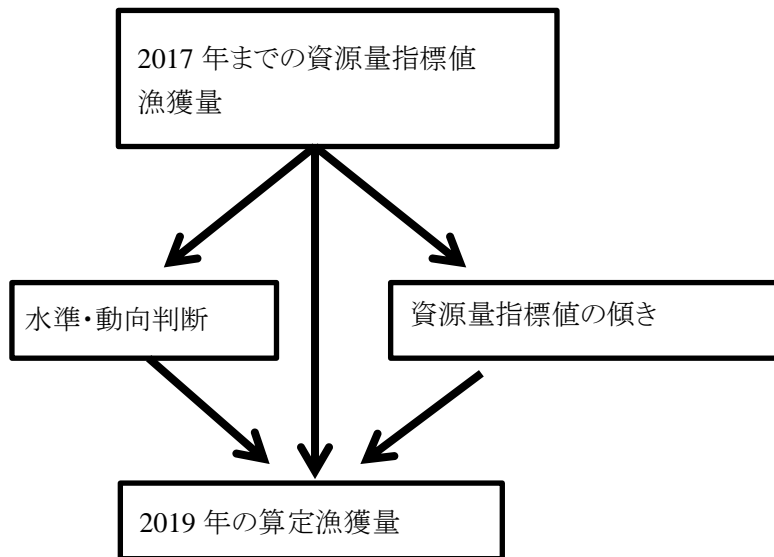 2017 年までの資源量指標値
漁獲量
水準・動向判断
資源量指標値の傾き
2019 年の算定漁獲量